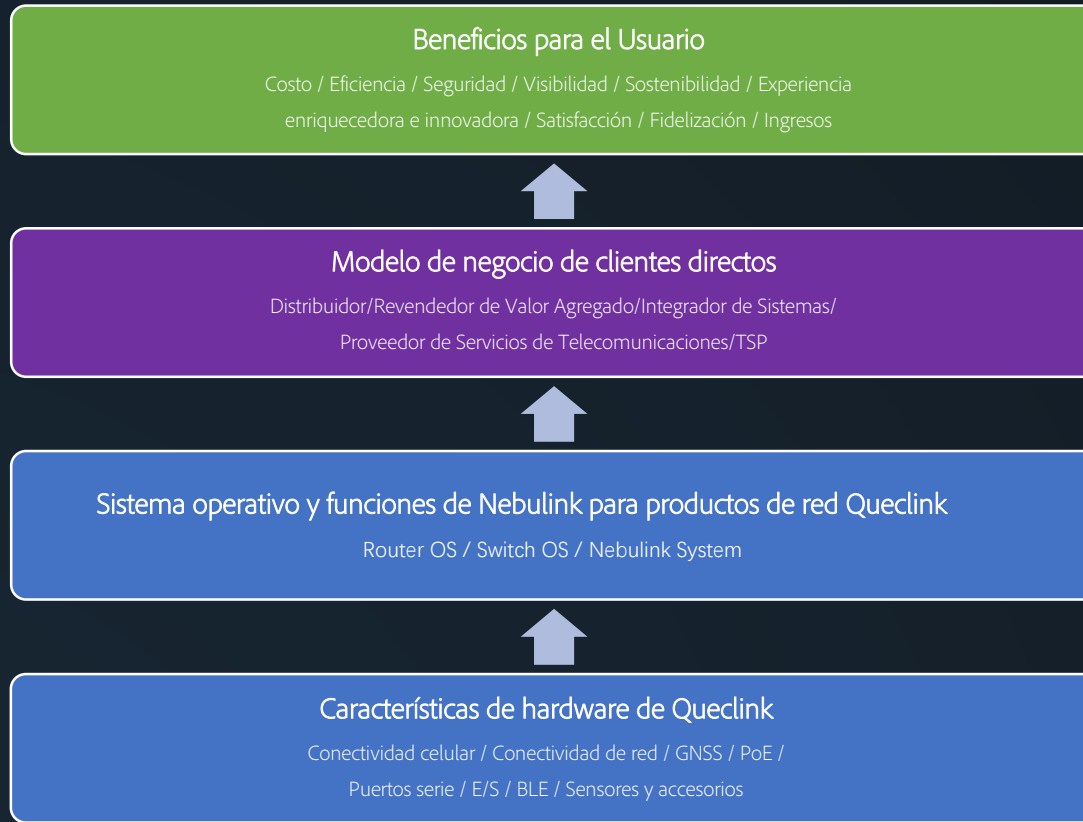 Beneficios para el Usuario
Costo / Eficiencia / Seguridad / Visibilidad / Sostenibilidad / Experiencia
enriquecedora e innovadora / Satisfacción / Fidelización / Ingresos
Modelo de negocio de clientes directos
Distribuidor/Revendedor de Valor Agregado/Integrador de Sistemas/
Proveedor de Servicios de Telecomunicaciones/TSP
Sistema operativo y funciones de Nebulink para productos de red Queclink
Router OS / Switch OS / Nebulink System
Características de hardware de Queclink
Conectividad celular / Conectividad de red / GNSS / PoE /
Puertos serie / E/S / BLE / Sensores y accesorios